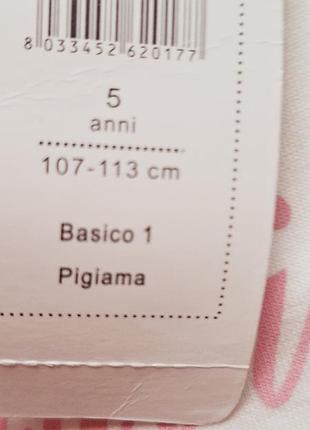 8 033452 620177
5
anni
107-113 cm
Basico 1
Pigiama